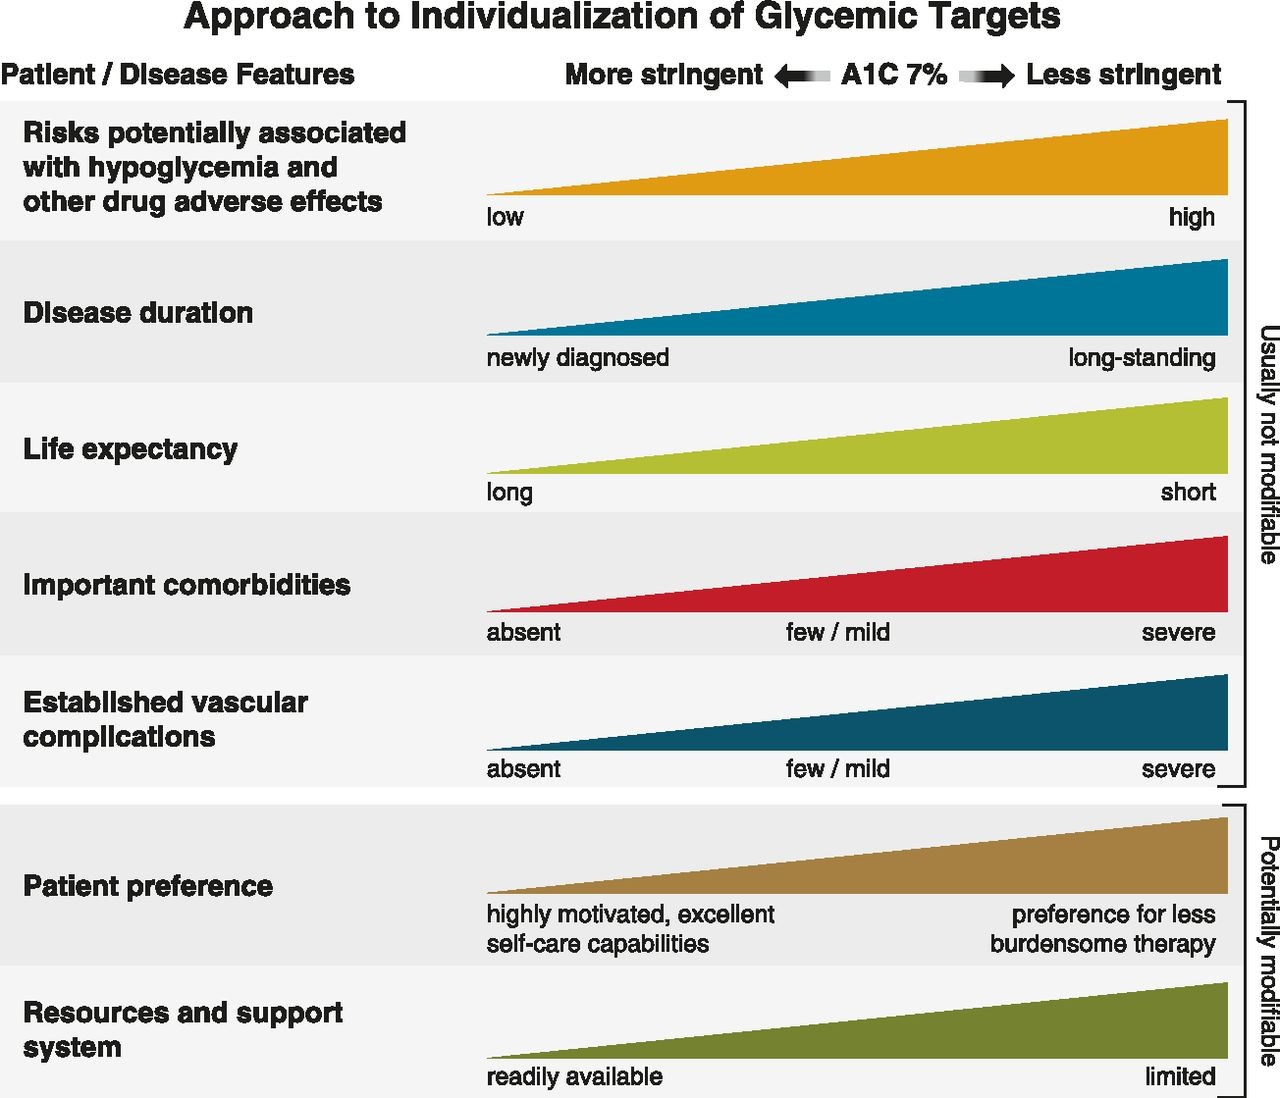 Approach to Individualization of Glycemic Targets
Patient / Disease Features
More stringent
A1C 7%
Less stringent
Risks potentially associated
with hypoglycemia and
other drug adverse effects
low
high
Disease duration
newly diagnosed
long-standing
Life expectancy
long
short
Important comorbidities
absent
few / mild
severe
Established vascular
complications
absent
few / mild
severe
Usually not modifiable
Patient preference
highly motivated, excellent
self-care capabilities
preference for less
burdensome therapy
Resources and support
system
readily available
limited
Potentially modifiable